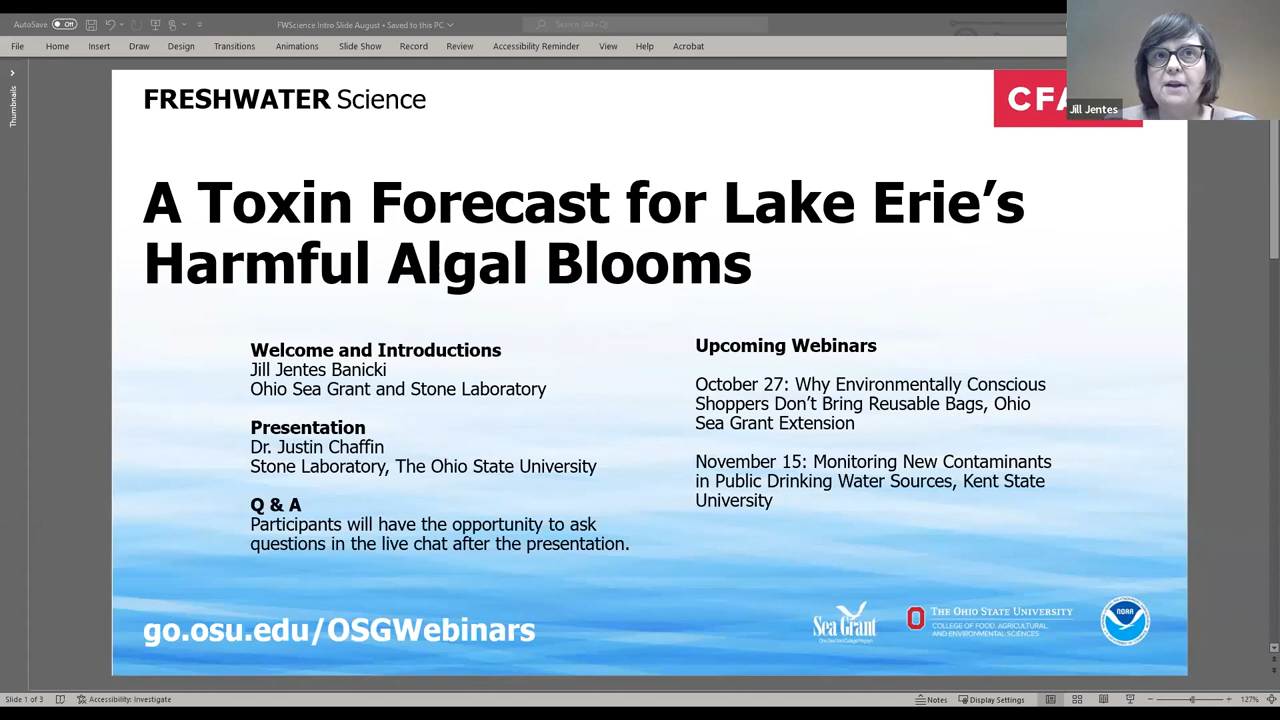 AutoSave Off
FWScience Intro Slide August • Saved to this PC
Search (Alt+Q)
File Home Insert Draw Design Transitions Animations Slide Show Record Review Accessibility Reminder View Help Acrobat
Thumbnails
FRESHWATER Science
Jill Jentes
A Toxin Forecast for Lake Erie’s
Harmful Algal Blooms
Welcome and Introductions
Jill Jentes Banicki
Ohio Sea Grant and Stone Laboratory
Presentation
Dr. Justin Chaffin
Stone Laboratory, The Ohio State University
Q & A
Participants will have the opportunity to ask
questions in the live chat after the presentation.
Upcoming Webinars
October 27: Why Environmentally Conscious
Shoppers Don’t Bring Reusable Bags, Ohio
Sea Grant Extension
November 15: Monitoring New Contaminants
in Public Drinking Water Sources, Kent State
University
go.osu.edu/OSGWebinars
Sea Grant
Ohio Sea Grant College Program
THE OHIO STATE UNIVERSITY
COLLEGE OF FOOD, AGRICULTURAL,
AND ENVIRONMENTAL SCIENCES
NOAA
Slide 1 of 3 Accessibility: Investigate Notes Display Settings 127%